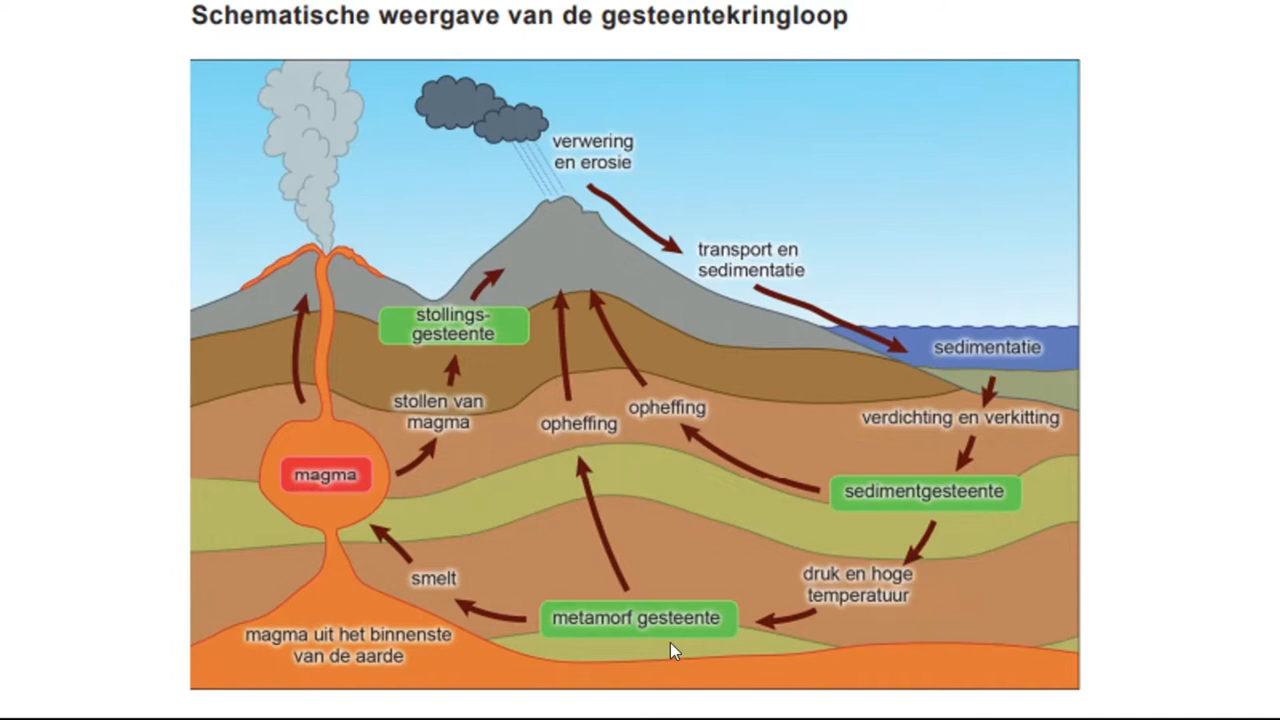 Schematische weergave van de gesteentekringloop
verwering
en erosie
transport en
sedimentatie
stollings-
gesteente
sedimentatie
stollen van
magma
opheffing
opheffing
verdichting en verkitting
magma
sedimentgesteente
smelt
druk en hoge
temperatuur
metamorf gesteente
magma uit het binnenste
van de aarde